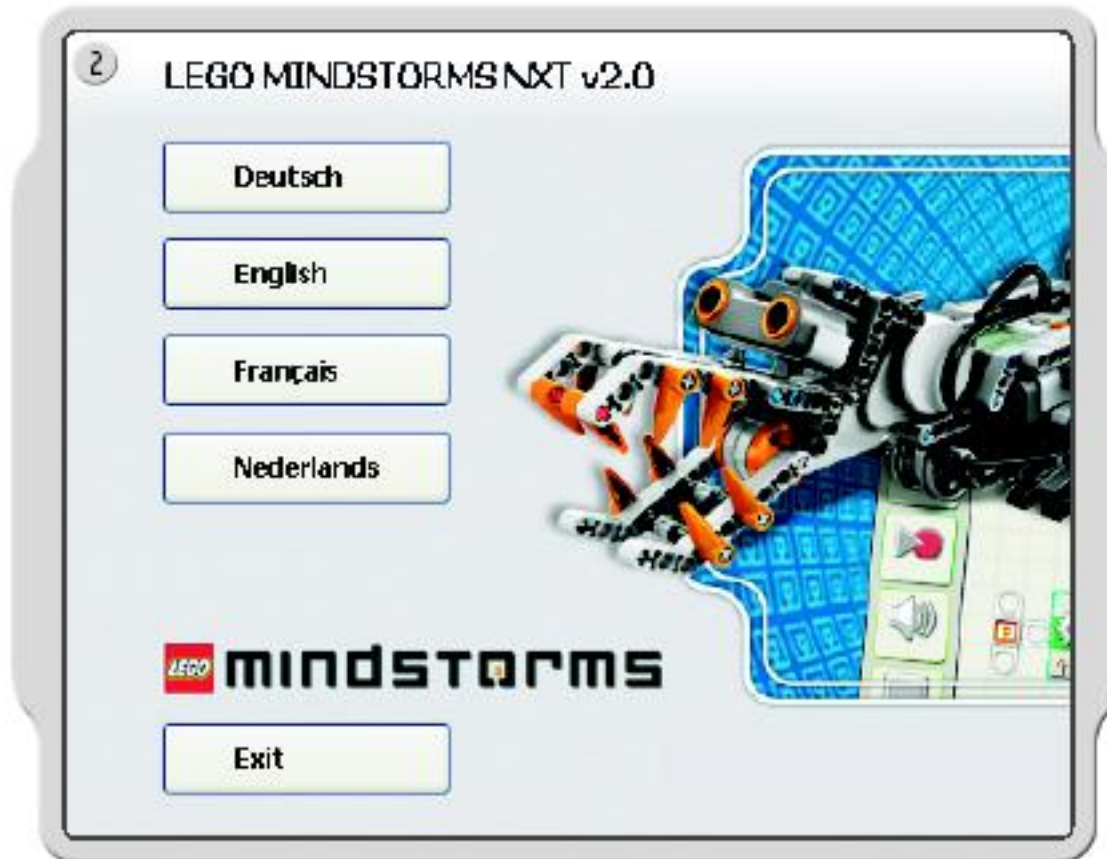 2
LEGO MINDSTORMS NXT v2.0
Deutsch
English
Français
Nederlands
LEGO mindstorms
Exit